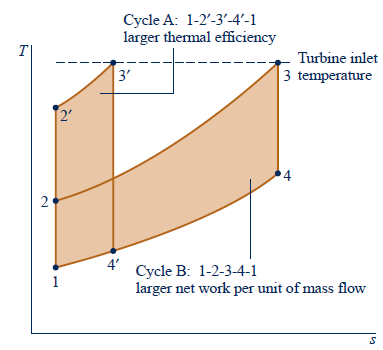 Cycle A: 1-2′-3′-4′-1
larger thermal efficiency
T
Turbine inlet
temperature
3′
3
2′
2
4
4′
1
Cycle B: 1-2-3-4-1
larger net work per unit of mass flow
s